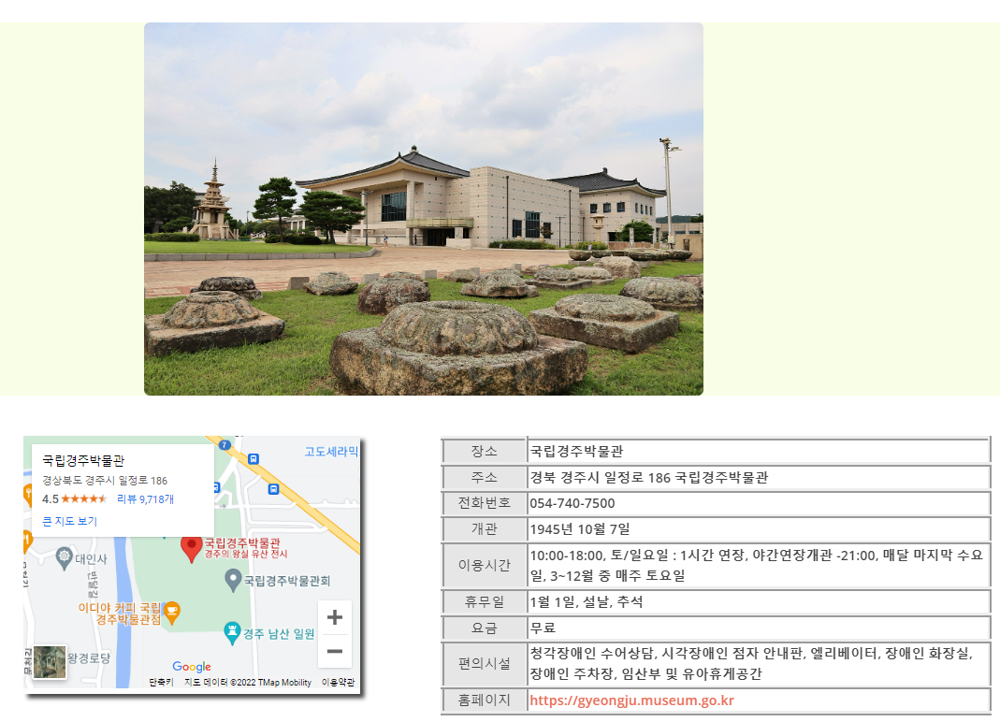 국립경주박물관
경상북도 경주시 일정로 186
4.5 ★★★★★ 리뷰 9,718개
큰 지도 보기
7
고도세라믹
국립경주박물관
경주의 왕실 유산 전시
대인사
반달길
국립경주박물관회
이디야 커피 국립
경주박물관점
경주 남산 일원
왕경로당
문천길
+
−
Google
단축키 지도 데이터 ©2022 TMap Mobility 이용약관
장소 국립경주박물관
주소 경북 경주시 일정로 186 국립경주박물관
전화번호 054-740-7500
개관 1945년 10월 7일
이용시간 10:00-18:00, 토/일요일 : 1시간 연장, 야간연장개관 -21:00, 매달 마지막 수요
일, 3~12월 중 매주 토요일
휴무일 1월 1일, 설날, 추석
요금 무료
편의시설 청각장애인 수어상담, 시각장애인 점자 안내판, 엘리베이터, 장애인 화장실,
장애인 주차장, 임산부 및 유아휴게공간
홈페이지 https://gyeongju.museum.go.kr